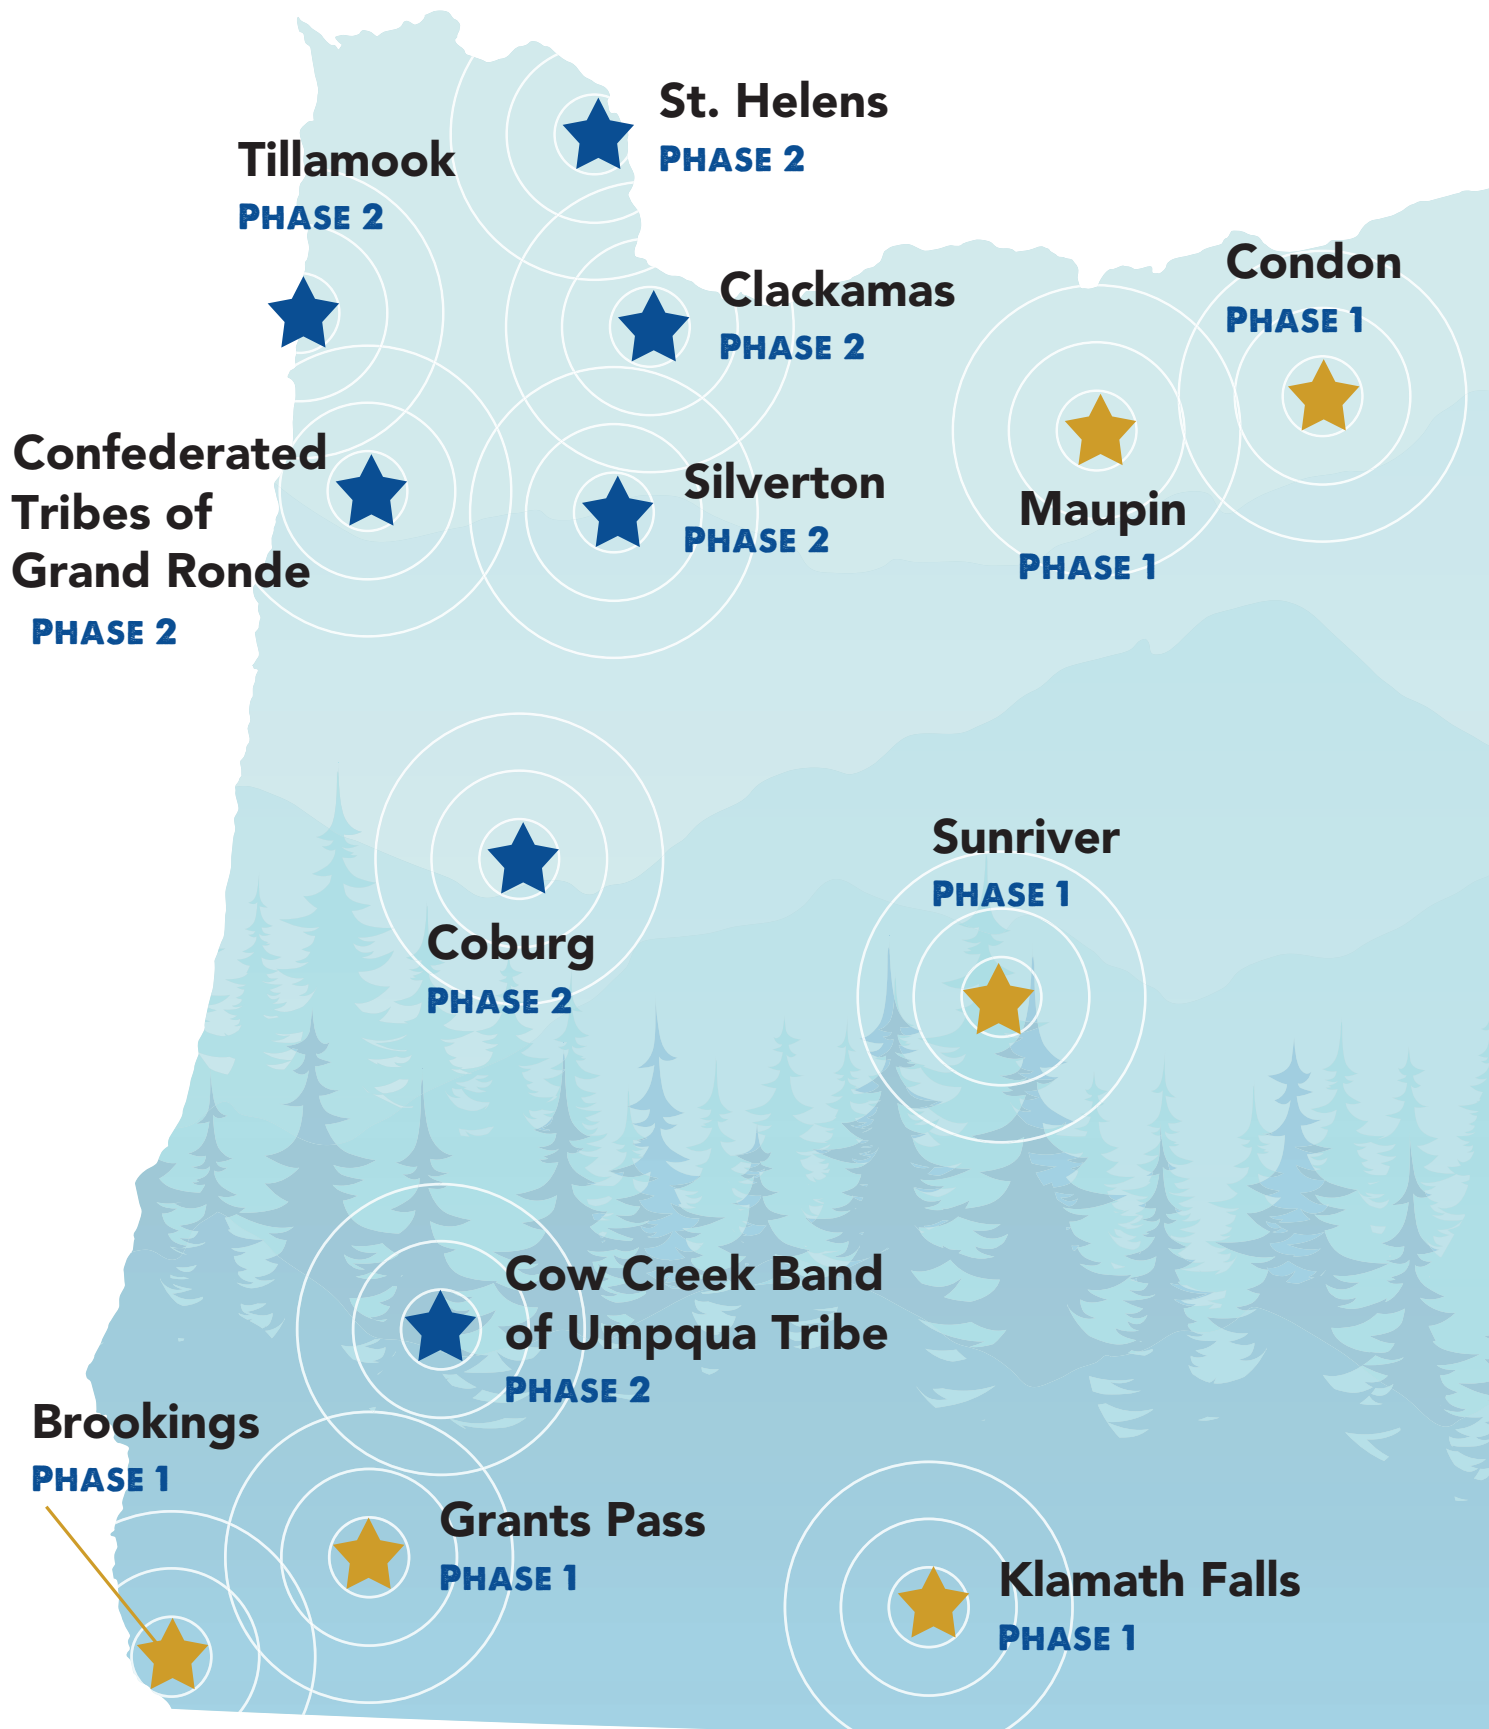 St. Helens
PHASE 2
Tillamook
PHASE 2
Condon
PHASE 1
Clackamas
PHASE 2
Confederated
Tribes of
Grand Ronde
PHASE 2
Silverton
PHASE 2
Maupin
PHASE 1
Sunriver
PHASE 1
Coburg
PHASE 2
Cow Creek Band
of Umpqua Tribe
PHASE 2
Brookings
PHASE 1
Grants Pass
PHASE 1
Klamath Falls
PHASE 1